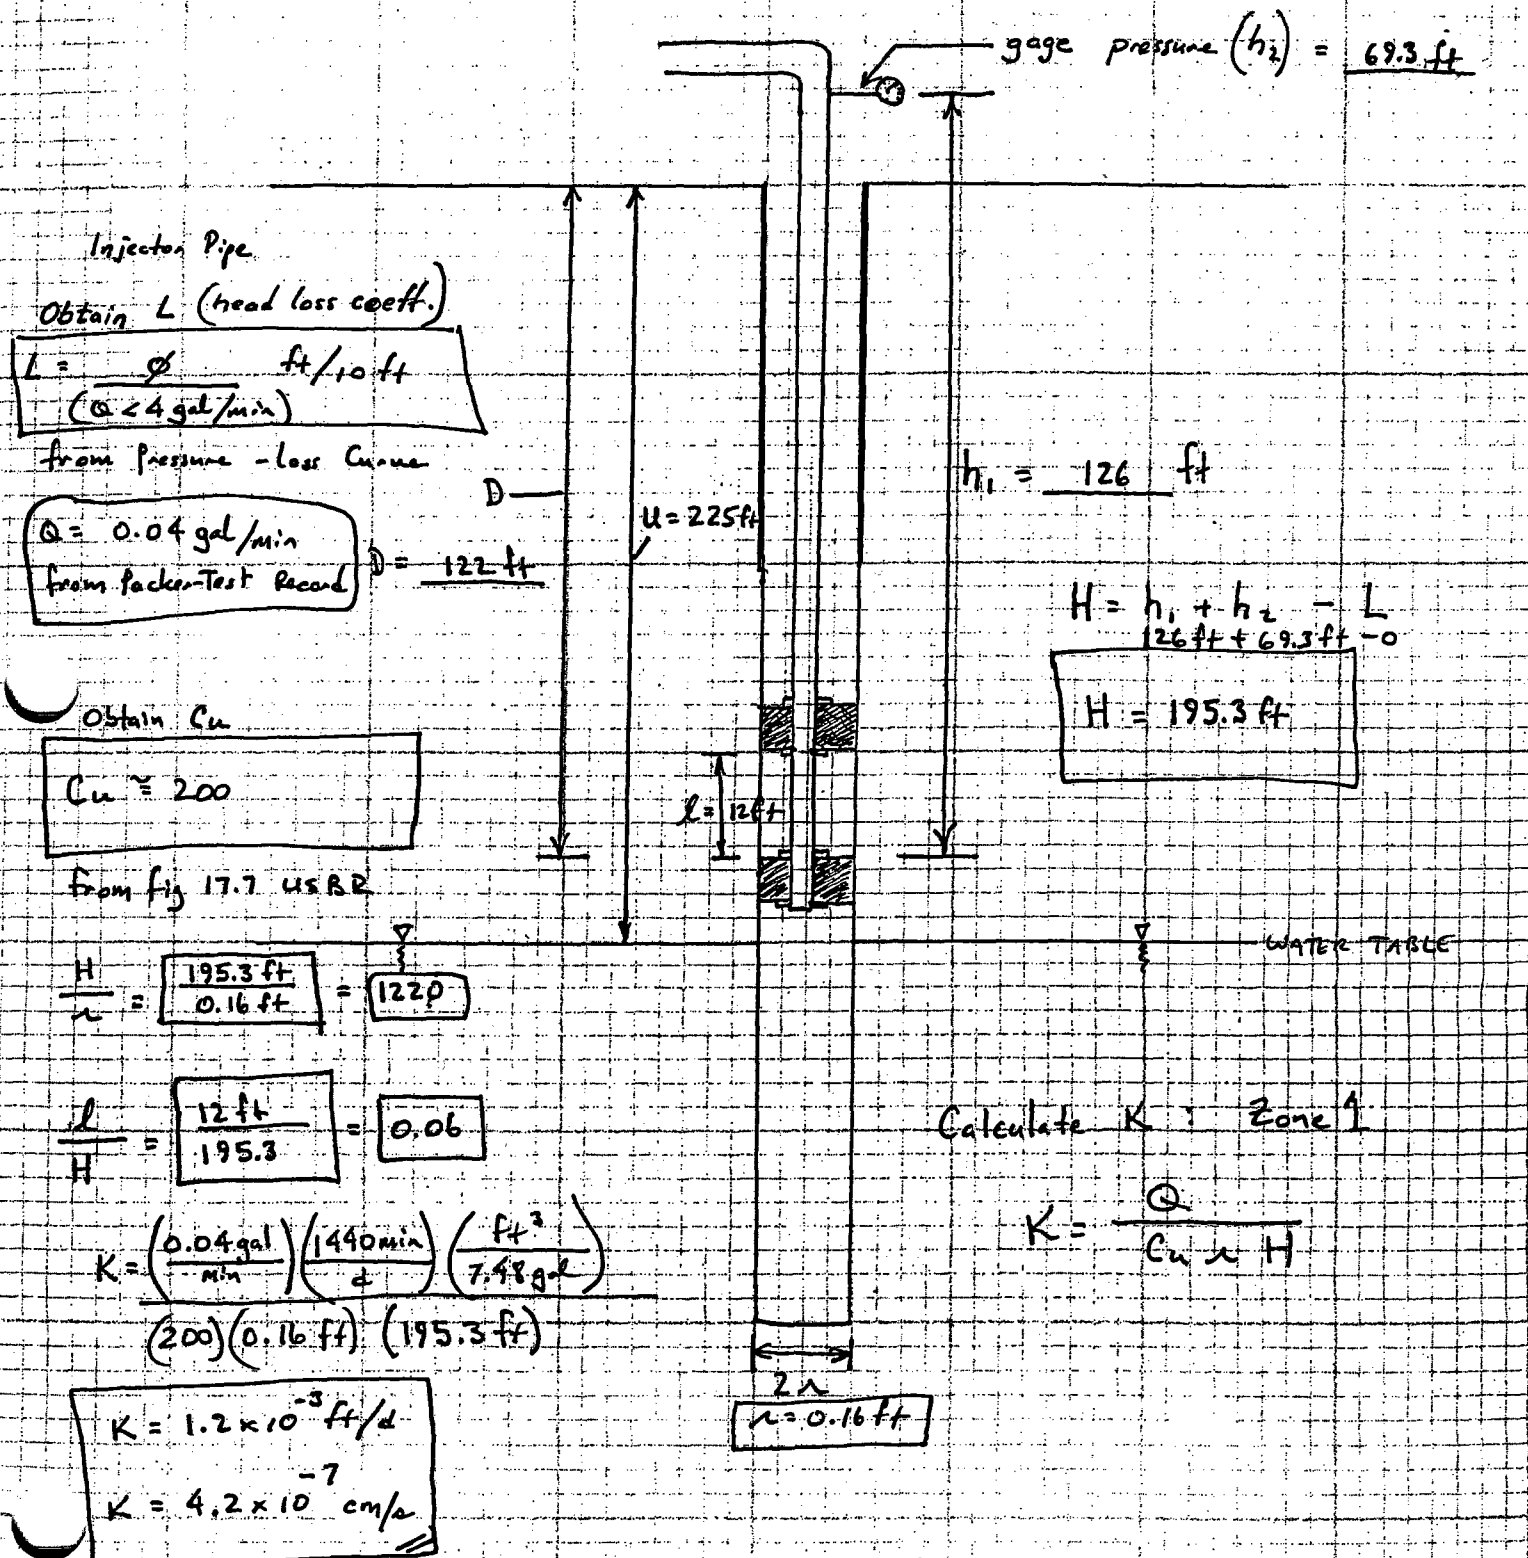 gage pressure (h₂) = 69.3 ft
Injector Pipe
Obtain L (head loss coeff.)
L = ∅ ft/10 ft
(Q < 4 gal/min)
from Pressure-loss Curve
Q = 0.04 gal/min
from Packer-Test Record
D
D = 122 ft
U = 225 ft
h₁ = 126 ft
H = h₁ + h₂ - L
126 ft + 69.3 ft - 0
H = 195.3 ft
Obtain Cu
Cu ≅ 200
from fig 17.7 USBR
l = 12 ft
WATER TABLE
H/r = 195.3 ft/0.16 ft = 1220
l/H = 12 ft/195.3 = 0.06
Calculate K : Zone 1
K = Q/(Cu r H)
K = (0.04 gal/min)(1440 min/d)(ft³/7.48 gal)
(200)(0.16 ft) (195.3 ft)
K = 1.2 x 10⁻³ ft/d
K = 4.2 x 10⁻⁷ cm/s
2r
r = 0.16 ft